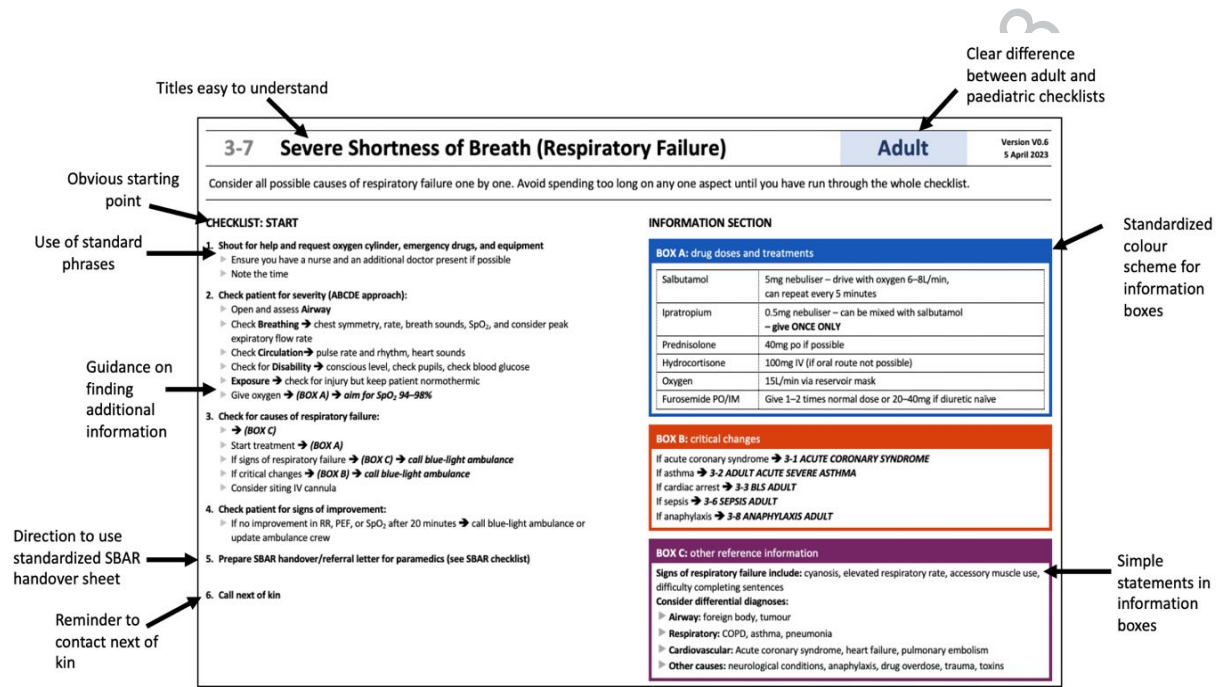 Titles easy to understand
Clear difference
between adult and
paediatric checklists
3-7 Severe Shortness of Breath (Respiratory Failure)
Adult
Version V0.6
5 April 2023
Consider all possible causes of respiratory failure one by one. Avoid spending too long on any one aspect until you have run through the whole checklist.
Obvious starting
point
Use of standard
phrases
Guidance on
finding
additional
information
Direction to use
standardized SBAR
handover sheet
Reminder to
contact next of
kin
CHECKLIST: START
1. Shout for help and request oxygen cylinder, emergency drugs, and equipment
Ensure you have a nurse and an additional doctor present if possible
Note the time
2. Check patient for severity (ABCDE approach):
Open and assess Airway
Check Breathing ➔ chest symmetry, rate, breath sounds, SpO₂, and consider peak
expiratory flow rate
Check Circulation➔ pulse rate and rhythm, heart sounds
Check for Disability ➔ conscious level, check pupils, check blood glucose
Exposure ➔ check for injury but keep patient normothermic
Give oxygen ➔ (BOX A) ➔ aim for SpO₂ 94–98%
3. Check for causes of respiratory failure:
➔ (BOX C)
Start treatment ➔ (BOX A)
If signs of respiratory failure ➔ (BOX C) ➔ call blue-light ambulance
If critical changes ➔ (BOX B) ➔ call blue-light ambulance
Consider siting IV cannula
4. Check patient for signs of improvement:
If no improvement in RR, PEF, or SpO₂ after 20 minutes ➔ call blue-light ambulance or
update ambulance crew
5. Prepare SBAR handover/referral letter for paramedics (see SBAR checklist)
6. Call next of kin
INFORMATION SECTION
BOX A: drug doses and treatments
Salbutamol 5mg nebuliser – drive with oxygen 6–8L/min,
can repeat every 5 minutes
Ipratropium 0.5mg nebuliser – can be mixed with salbutamol
– give ONCE ONLY
Prednisolone 40mg po if possible
Hydrocortisone 100mg IV (if oral route not possible)
Oxygen 15L/min via reservoir mask
Furosemide PO/IM Give 1–2 times normal dose or 20–40mg if diuretic naïve
BOX B: critical changes
If acute coronary syndrome ➔ 3-1 ACUTE CORONARY SYNDROME
If asthma ➔ 3-2 ADULT ACUTE SEVERE ASTHMA
If cardiac arrest ➔ 3-3 BLS ADULT
If sepsis ➔ 3-6 SEPSIS ADULT
If anaphylaxis ➔ 3-8 ANAPHYLAXIS ADULT
BOX C: other reference information
Signs of respiratory failure include: cyanosis, elevated respiratory rate, accessory muscle use,
difficulty completing sentences
Consider differential diagnoses:
Airway: foreign body, tumour
Respiratory: COPD, asthma, pneumonia
Cardiovascular: Acute coronary syndrome, heart failure, pulmonary embolism
Other causes: neurological conditions, anaphylaxis, drug overdose, trauma, toxins
Standardized
colour
scheme for
information
boxes
Simple
statements in
information
boxes